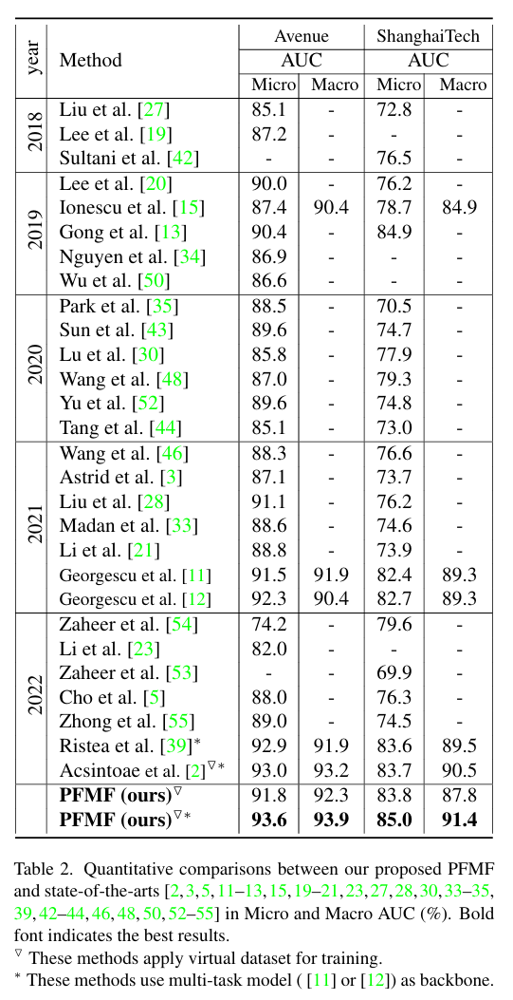 year Method Avenue ShanghaiTech
AUC AUC
Micro Macro Micro Macro
2018
Liu et al. [27] 85.1 - 72.8 -
Lee et al. [19] 87.2 - - -
Sultani et al. [42] - - 76.5 -
2019
Lee et al. [20] 90.0 - 76.2 -
Ionescu et al. [15] 87.4 90.4 78.7 84.9
Gong et al. [13] 90.4 - 84.9 -
Nguyen et al. [34] 86.9 - - -
Wu et al. [50] 86.6 - - -
2020
Park et al. [35] 88.5 - 70.5 -
Sun et al. [43] 89.6 - 74.7 -
Lu et al. [30] 85.8 - 77.9 -
Wang et al. [48] 87.0 - 79.3 -
Yu et al. [52] 89.6 - 74.8 -
Tang et al. [44] 85.1 - 73.0 -
2021
Wang et al. [46] 88.3 - 76.6 -
Astrid et al. [3] 87.1 - 73.7 -
Liu et al. [28] 91.1 - 76.2 -
Madan et al. [33] 88.6 - 74.6 -
Li et al. [21] 88.8 - 73.9 -
Georgescu et al. [11] 91.5 91.9 82.4 89.3
Georgescu et al. [12] 92.3 90.4 82.7 89.3
2022
Zaheer et al. [54] 74.2 - 79.6 -
Li et al. [23] 82.0 - - -
Zaheer et al. [53] - - 69.9 -
Cho et al. [5] 88.0 - 76.3 -
Zhong et al. [55] 89.0 - 74.5 -
Ristea et al. [39]* 92.9 91.9 83.6 89.5
Acsintoae et al. [2]▽* 93.0 93.2 83.7 90.5
PFMF (ours)▽ 91.8 92.3 83.8 87.8
PFMF (ours)▽* 93.6 93.9 85.0 91.4
Table 2. Quantitative comparisons between our proposed PFMF
and state-of-the-arts [2,3,5,11–13,15,19–21,23,27,28,30,33–35,
39,42–44,46,48,50,52–55] in Micro and Macro AUC (%). Bold
font indicates the best results.
▽ These methods apply virtual dataset for training.
* These methods use multi-task model ( [11] or [12]) as backbone.